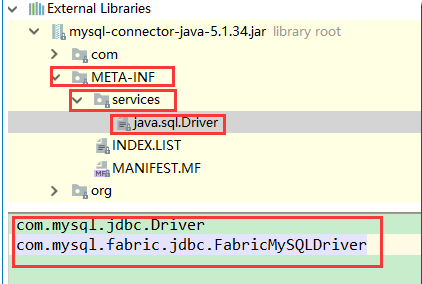 External Libraries
mysql-connector-java-5.1.34.jar library root
com
META-INF
services
java.sql.Driver
INDEX.LIST
MANIFEST.MF
org
com.mysql.jdbc.Driver
com.mysql.fabric.jdbc.FabricMySQLDriver